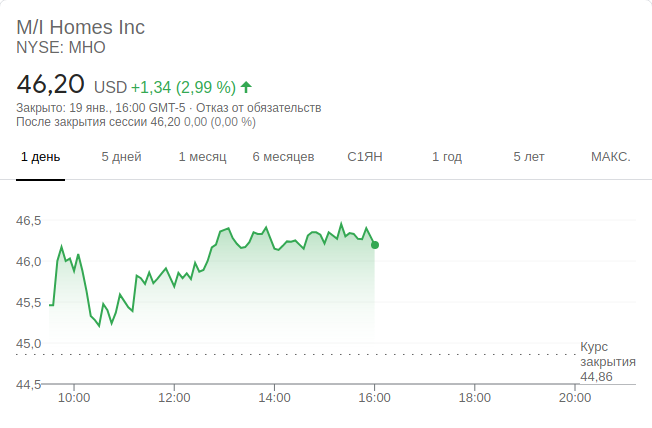 M/I Homes Inc
NYSE: MHO
46,20 USD +1,34 (2,99 %)
Закрыто: 19 янв., 16:00 GMT-5 · Отказ от обязательств
После закрытия сессии 46,20 0,00 (0,00 %)
1 день 5 дней 1 месяц 6 месяцев С1ЯН 1 год 5 лет МАКС.
46,5
46,0
45,5
45,0
Курс
закрытия
44,86
44,5
10:00 12:00 14:00 16:00 18:00 20:00